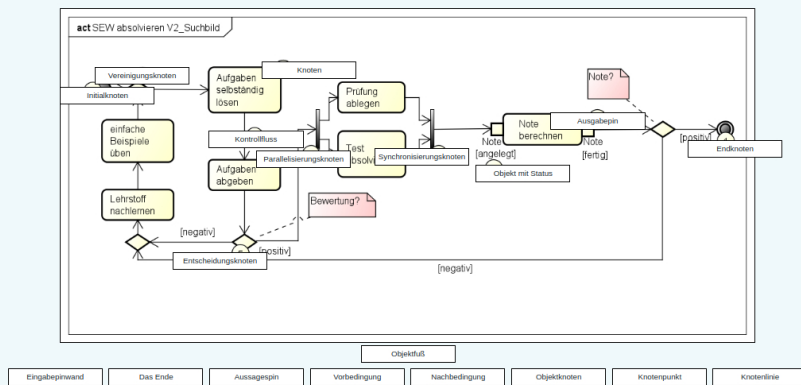 act SEW absolvieren V2_Suchbild
Vereinigungsknoten
Initialknoten
Aufgaben
selbständig
lösen
Knoten
Prüfung
ablegen
Note?
einfache
Beispiele
üben
Kontrollfluss
Parallelisierungsknoten
Test
Synchronisierungsknoten
Note
berechnen
Ausgabepin
Note
[angelegt]
Note
[fertig]
[positiv]
Endknoten
Objekt mit Status
Aufgaben
abgeben
Lehrstoff
nachlernen
Bewertung?
[negativ]
[positiv]
Entscheidungsknoten
[negativ]
Objektfuß
Eingabepinwand
Das Ende
Aussagespin
Vorbedingung
Nachbedingung
Objektknoten
Knotenpunkt
Knotenlinie